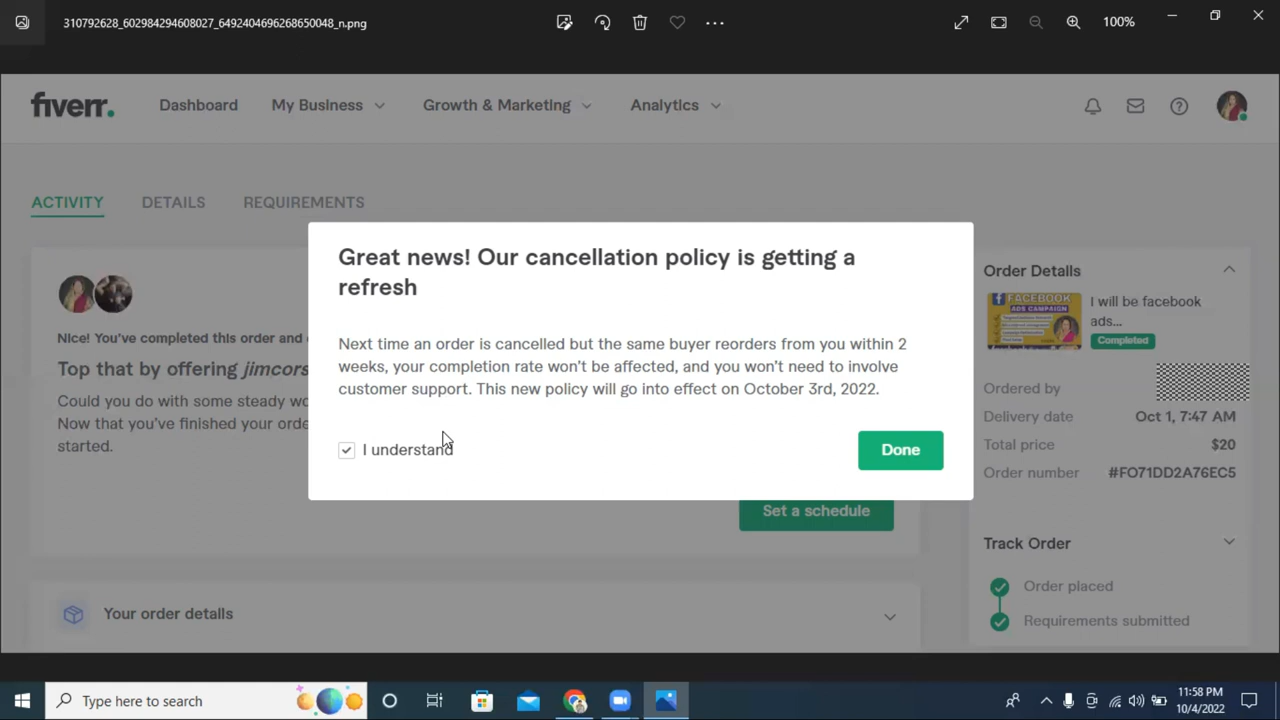 310792628_602984294608027_6492404696268650048_n.png
100%
fiverr.
Dashboard
My Business
Growth & Marketing
Analytics
ACTIVITY
DETAILS
REQUIREMENTS
Great news! Our cancellation policy is getting a
refresh
Next time an order is cancelled but the same buyer reorders from you within 2
weeks, your completion rate won't be affected, and you won't need to involve
customer support. This new policy will go into effect on October 3rd, 2022.
I understand
Done
Nice! You've completed this order and
Top that by offering jimcors
Could you do with some steady wo
Now that you've finished your orde
started.
Set a schedule
Your order details
Order Details
FACEBOOK
ADS CAMPAIGN
I will be facebook
ads...
Completed
Ordered by
Delivery date Oct 1, 7:47 AM
Total price $20
Order number #FO71DD2A76EC5
Track Order
Order placed
Requirements submitted
Type here to search
11:58 PM
10/4/2022